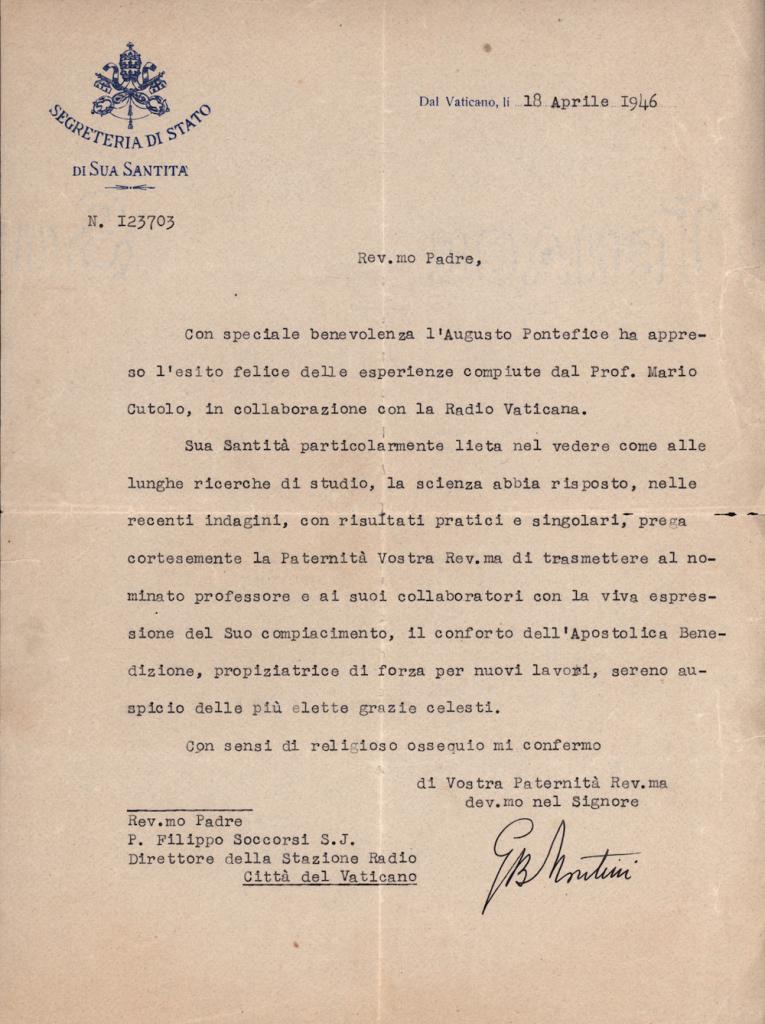 SEGRETERIA DI STATO
DI SUA SANTITA'
Dal Vaticano, li 18 Aprile 1946
N. 123703
Rev.mo Padre,
Con speciale benevolenza l'Augusto Pontefice ha appre-
so l'esito felice delle esperienze compiute dal Prof. Mario
Cutolo, in collaborazione con la Radio Vaticana.
Sua Santità particolarmente lieta nel vedere come alle
lunghe ricerche di studio, la scienza abbia risposto, nelle
recenti indagini, con risultati pratici e singolari, prega
cortesemente la Paternità Vostra Rev.ma di trasmettere al no-
minato professore e ai suoi collaboratori con la viva espres-
sione del Suo compiacimento, il conforto dell'Apostolica Bene-
dizione, propiziatrice di forza per nuovi lavori, sereno au-
spicio delle più elette grazie celesti.
Con sensi di religioso ossequio mi confermo
di Vostra Paternità Rev.ma
dev.mo nel Signore
Rev.mo Padre
P. Filippo Soccorsi S.J.
Direttore della Stazione Radio
Città del Vaticano
GB Montini